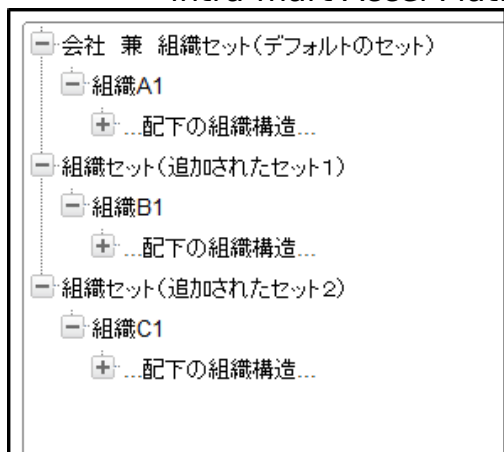 会社 兼 組織セット(デフォルトのセット)
組織A1
...配下の組織構造...
組織セット(追加されたセット1)
組織B1
...配下の組織構造...
組織セット(追加されたセット2)
組織C1
...配下の組織構造...